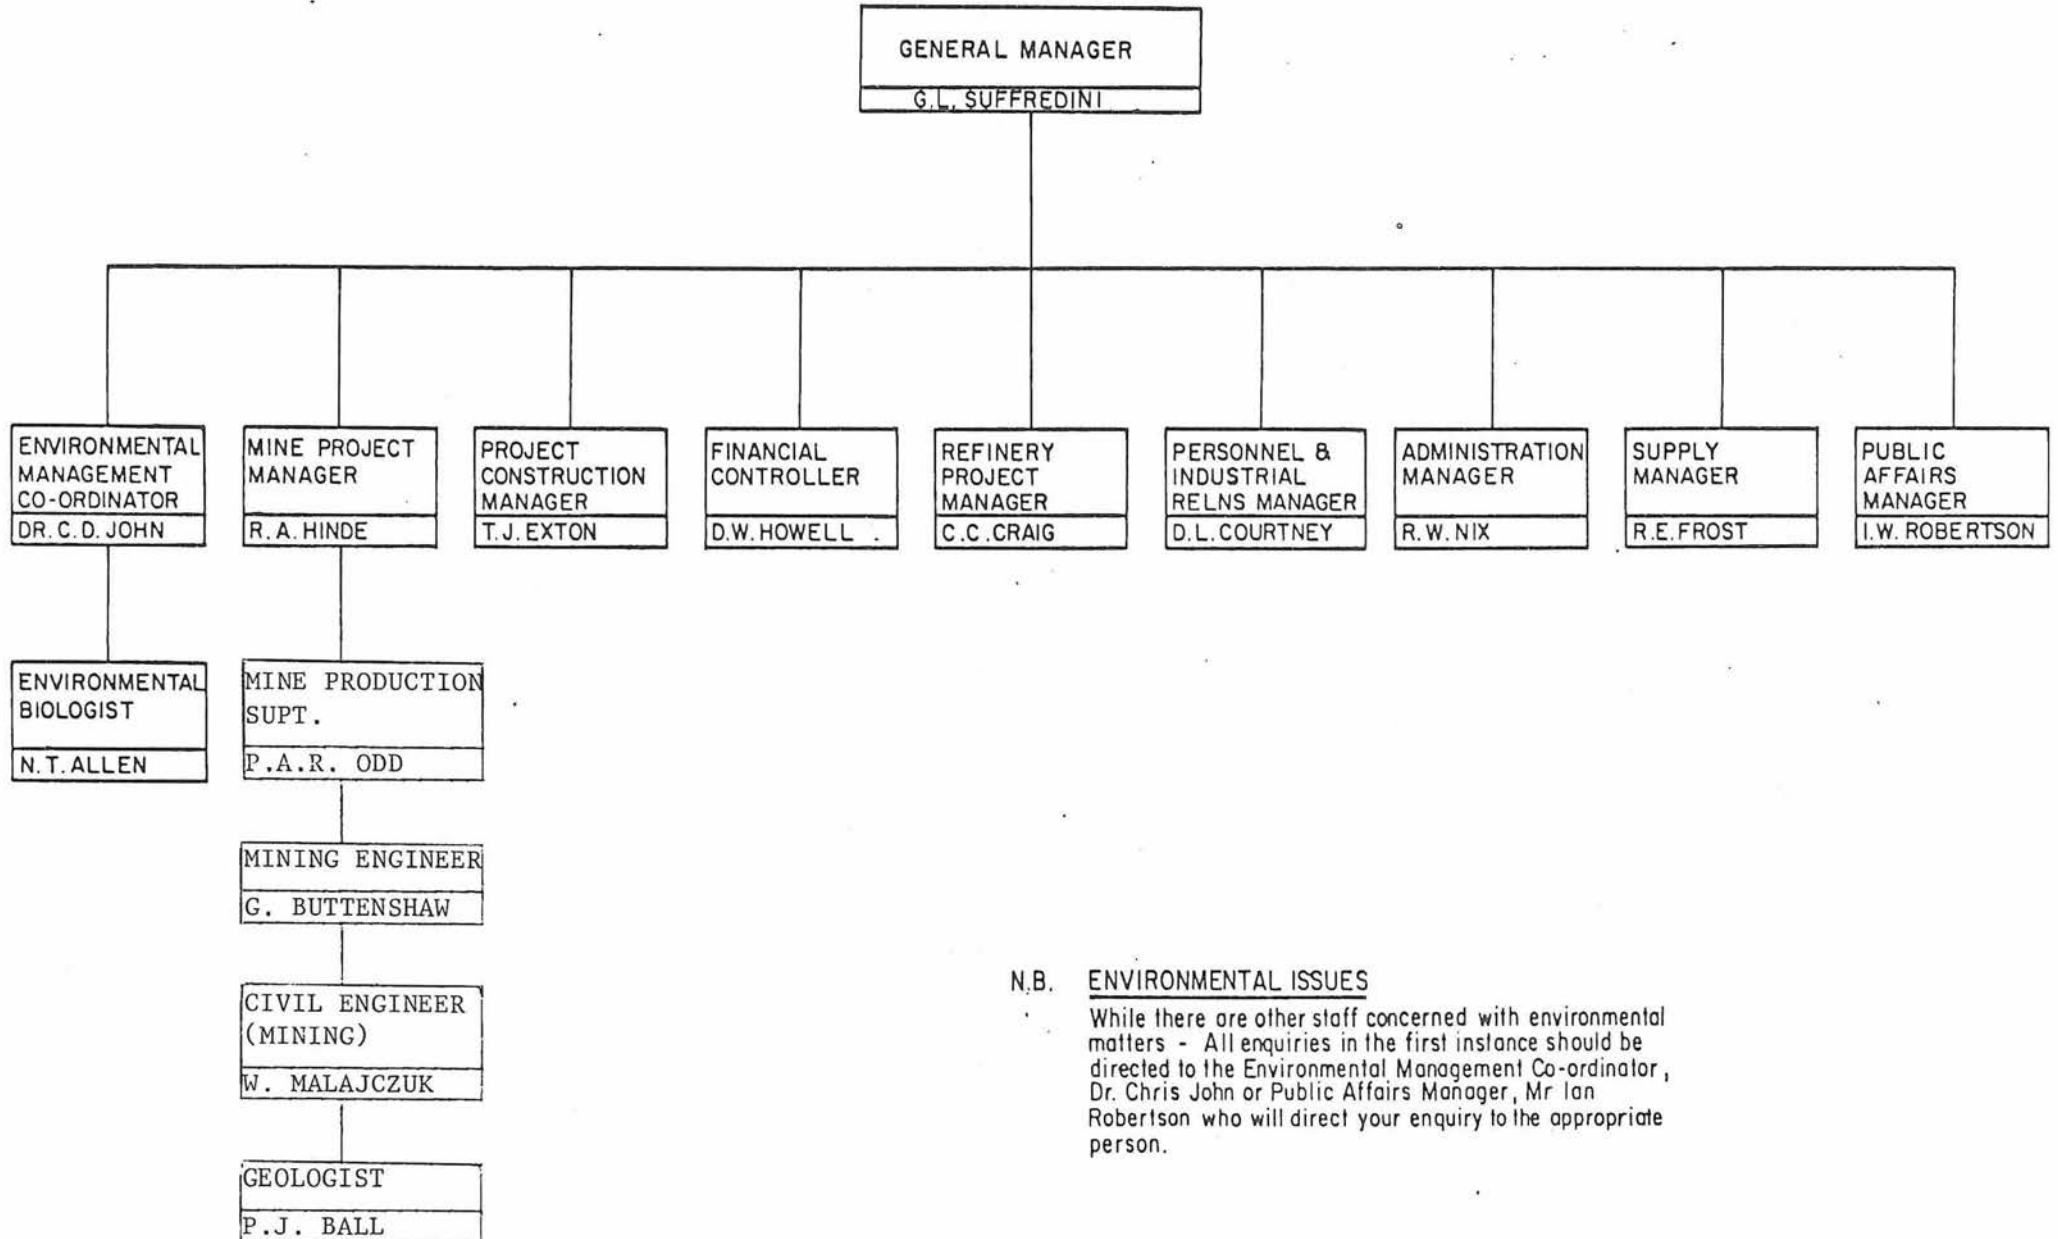 GENERAL MANAGER
G.L. SUFFREDINI
ENVIRONMENTAL
MANAGEMENT
CO-ORDINATOR
DR. C.D. JOHN
MINE PROJECT
MANAGER
R.A. HINDE
PROJECT
CONSTRUCTION
MANAGER
T.J. EXTON
FINANCIAL
CONTROLLER
D.W. HOWELL
REFINERY
PROJECT
MANAGER
C.C. CRAIG
PERSONNEL &
INDUSTRIAL
RELNS MANAGER
D.L. COURTNEY
ADMINISTRATION
MANAGER
R.W. NIX
SUPPLY
MANAGER
R.E. FROST
PUBLIC
AFFAIRS
MANAGER
I.W. ROBERTSON
ENVIRONMENTAL
BIOLOGIST
N.T. ALLEN
MINE PRODUCTION
SUPT.
P.A.R. ODD
MINING ENGINEER
G. BUTTENSHAW
CIVIL ENGINEER
(MINING)
W. MALAJCZUK
GEOLOGIST
P.J. BALL
N.B. ENVIRONMENTAL ISSUES
While there are other staff concerned with environmental
matters - All enquiries in the first instance should be
directed to the Environmental Management Co-ordinator,
Dr. Chris John or Public Affairs Manager, Mr Ian
Robertson who will direct your enquiry to the appropriate
person.